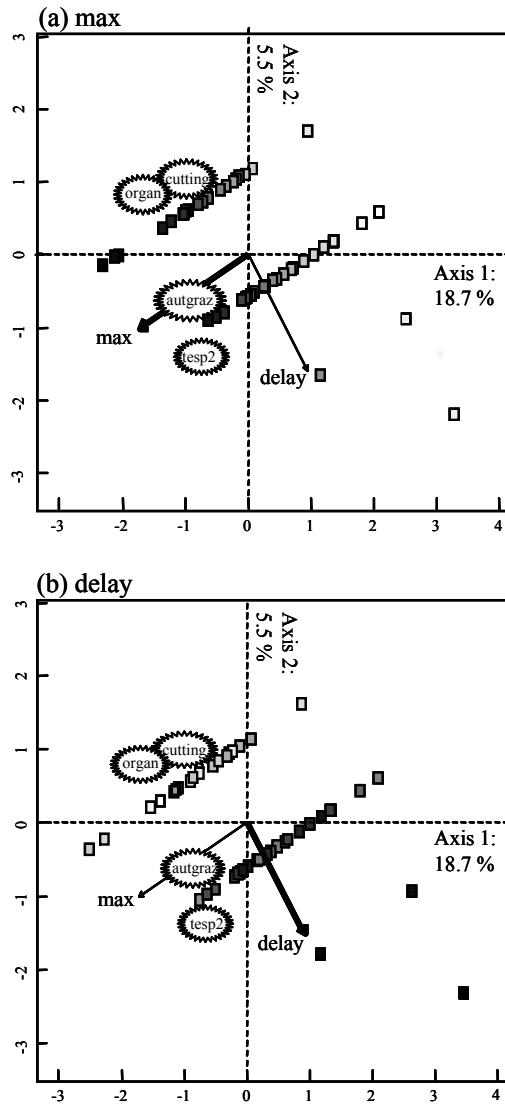 (a) max
3
2
1
0
-1
-2
-3
Axis 2:
5.5 %
cutting
organ
autgraz
max
tesp2
delay
Axis 1:
18.7 %
-3 -2 -1 0 1 2 3 4
(b) delay
3
2
1
0
-1
-2
-3
Axis 2:
5.5 %
cutting
organ
autgraz
max
tesp2
delay
Axis 1:
18.7 %
-3 -2 -1 0 1 2 3 4